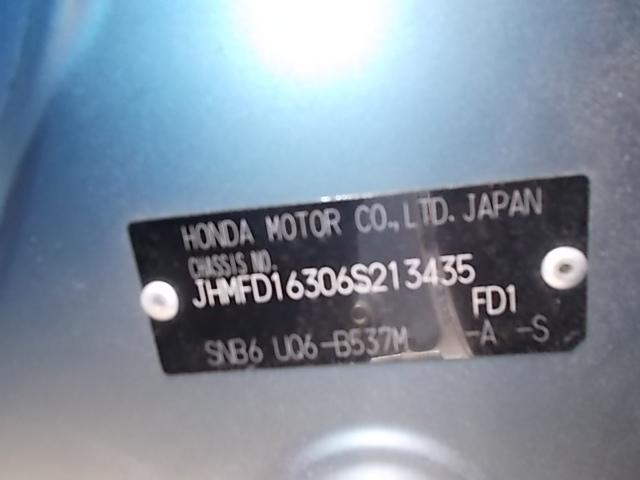 HONDA MOTOR CO.,LTD. JAPAN
CHASSIS NO.
JHMFD16306S213435
FD1
SNB6 UQ6-B537M -A -S